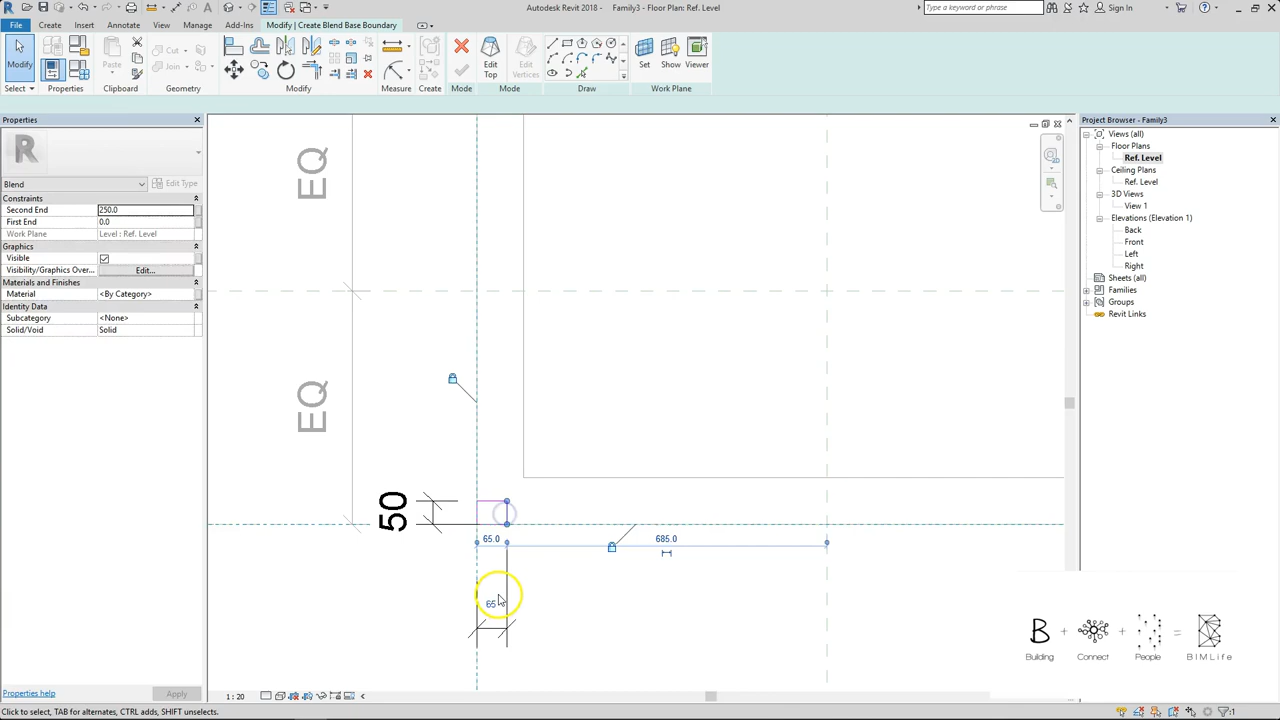 Autodesk Revit 2018 - Family3 - Floor Plan: Ref. Level
Type a keyword or phrase
Sign In
File
Create
Insert
Annotate
View
Manage
Add-Ins
Modify | Create Blend Base Boundary
Modify
Paste
Cut
Join
Edit
Top
Edit
Vertices
Set
Show
Viewer
Select
Properties
Clipboard
Geometry
Modify
Measure
Create
Mode
Mode
Draw
Work Plane
Properties
R
Blend
Edit Type
Constraints
Second End 250.0
First End 0.0
Work Plane Level : Ref. Level
Graphics
Visible
Visibility/Graphics Over... Edit...
Materials and Finishes
Material <By Category>
Identity Data
Subcategory <None>
Solid/Void Solid
Properties help
Apply
EQ
EQ
50
65.0
685.0
65
Project Browser - Family3
Views (all)
Floor Plans
Ref. Level
Ceiling Plans
Ref. Level
3D Views
View 1
Elevations (Elevation 1)
Back
Front
Left
Right
Sheets (all)
Families
Groups
Revit Links
B + + =
Building Connect People BIMLife
1 : 20
Click to select, TAB for alternates, CTRL adds, SHIFT unselects.
:1